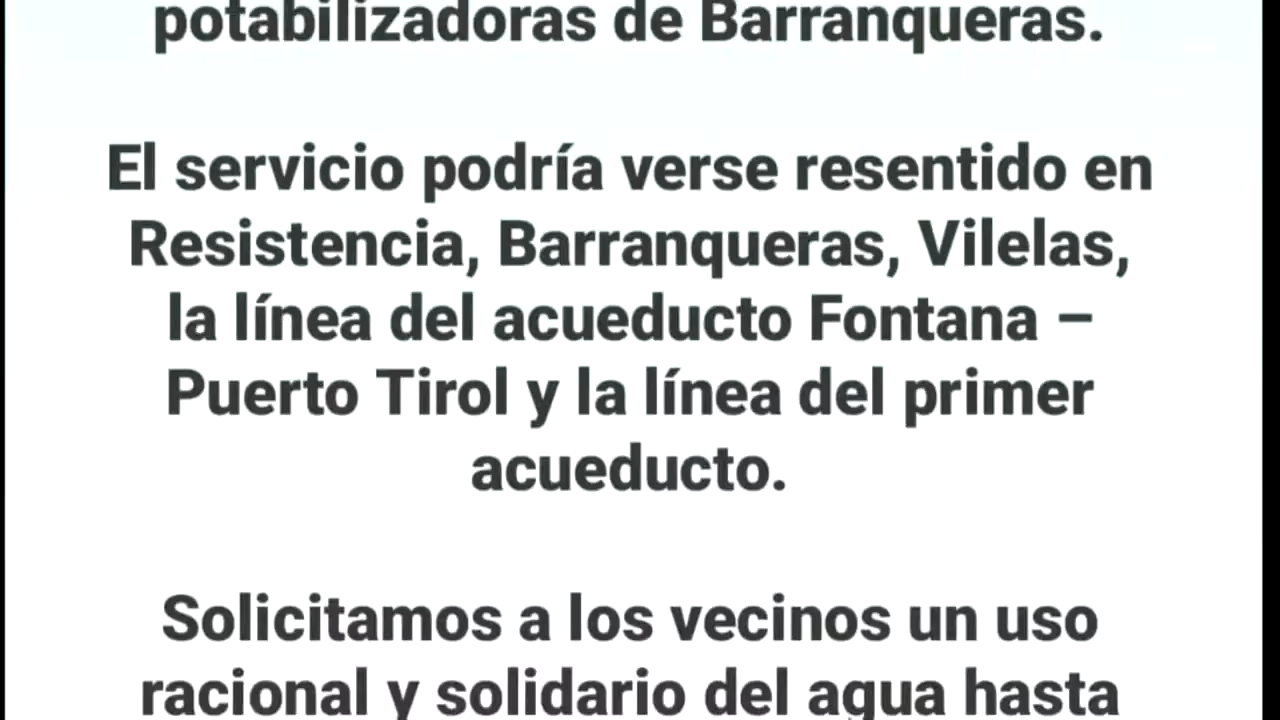 potabilizadoras de Barranqueras.
El servicio podría verse resentido en
Resistencia, Barranqueras, Vilelas,
la línea del acueducto Fontana –
Puerto Tirol y la línea del primer
acueducto.
Solicitamos a los vecinos un uso
racional y solidario del agua hasta